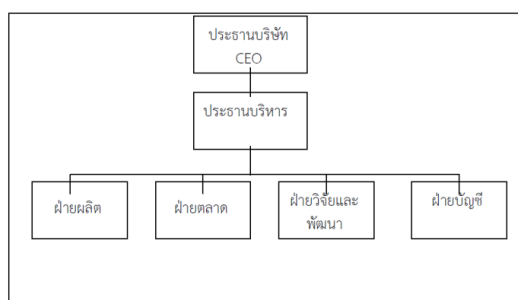 ประธานบริษัท
CEO
ประธานบริหาร
ฝ่ายผลิต
ฝ่ายตลาด
ฝ่ายวิจัยและ
พัฒนา
ฝ่ายบัญชี